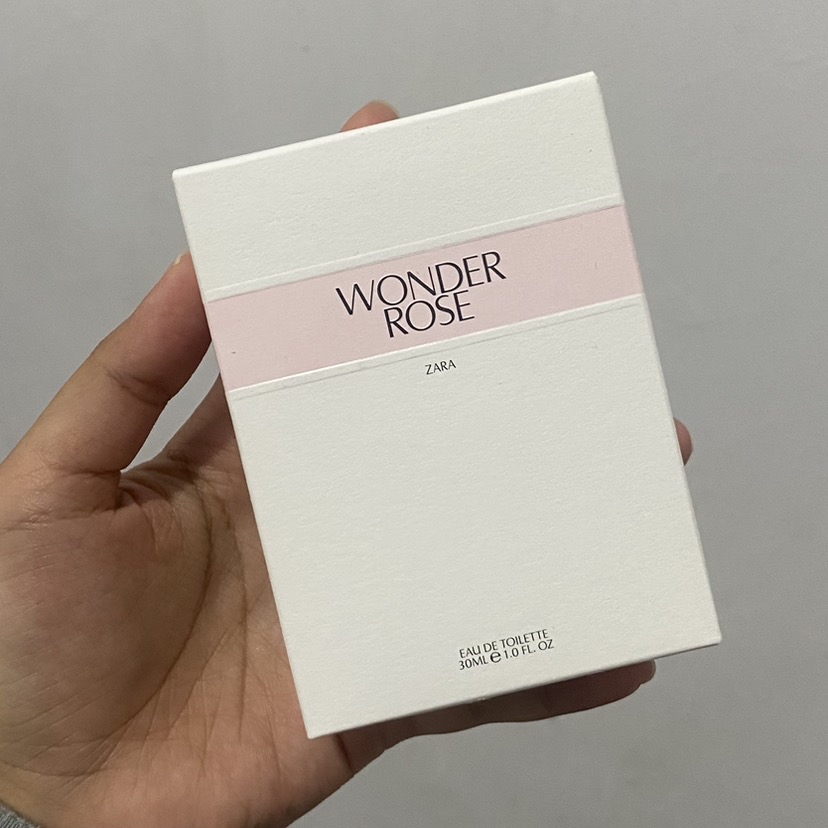 WONDER
ROSE
ZARA
EAU DE TOILETTE
30ML ℮ 1.0 FL. OZ